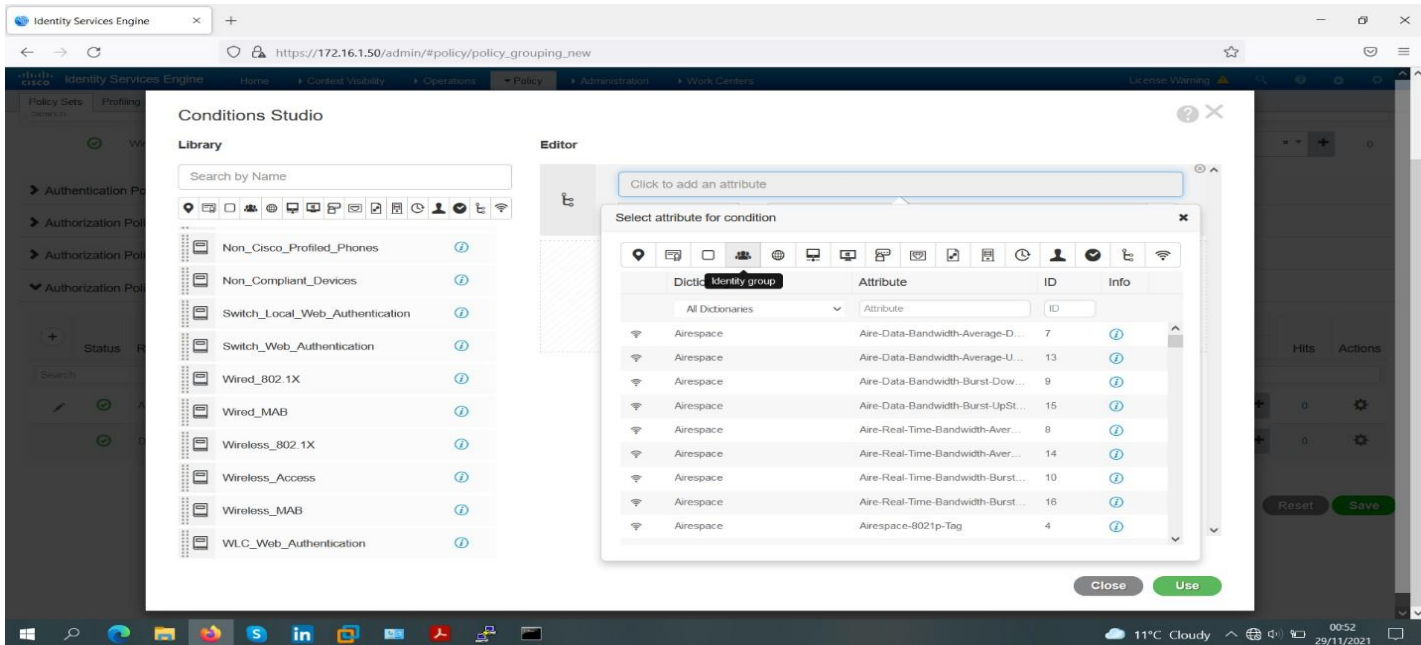 Identity Services Engine
https://172.16.1.50/admin/#policy/policy_grouping_new
cisco Identity Services Engine Home Context Visibility Operations Policy Administration Work Centers License Warning
Policy Sets Profiling
Conditions Studio
Library Editor
Search by Name
Click to add an attribute
Select attribute for condition
Identity group
Attribute ID Info
All Dictionaries Attribute ID
Non_Cisco_Profiled_Phones
Non_Compliant_Devices
Switch_Local_Web_Authentication
Switch_Web_Authentication
Wired_802.1X
Wired_MAB
Wireless_802.1X
Wireless_Access
Wireless_MAB
WLC_Web_Authentication
Airespace Aire-Data-Bandwidth-Average-D... 7
Airespace Aire-Data-Bandwidth-Average-U... 13
Airespace Aire-Data-Bandwidth-Burst-Dow... 9
Airespace Aire-Data-Bandwidth-Burst-UpSt... 15
Airespace Aire-Real-Time-Bandwidth-Aver... 8
Airespace Aire-Real-Time-Bandwidth-Aver... 14
Airespace Aire-Real-Time-Bandwidth-Burst... 10
Airespace Aire-Real-Time-Bandwidth-Burst... 16
Airespace Airespace-8021p-Tag 4
Close Use
0
Authentication Po
Authorization Poli
Authorization Poli
Authorization Poli
Status R
Hits Actions
Search
0
0
Reset Save
11°C Cloudy
00:52
29/11/2021